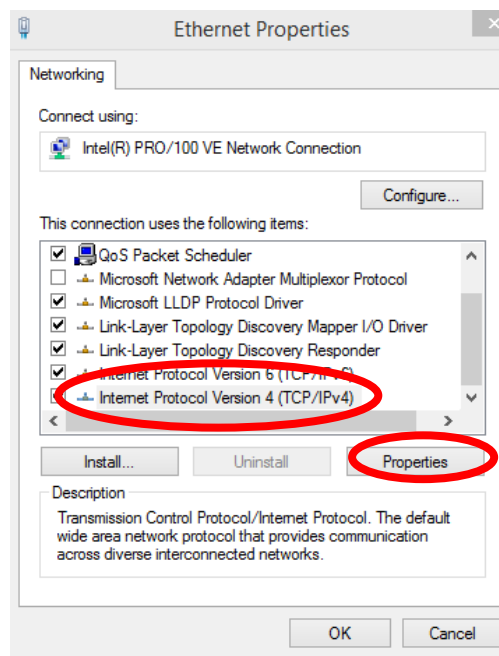 Ethernet Properties
Networking
Connect using:
Intel(R) PRO/100 VE Network Connection
Configure...
This connection uses the following items:
QoS Packet Scheduler
Microsoft Network Adapter Multiplexor Protocol
Microsoft LLDP Protocol Driver
Link-Layer Topology Discovery Mapper I/O Driver
Link-Layer Topology Discovery Responder
Internet Protocol Version 6 (TCP/IPv6)
Internet Protocol Version 4 (TCP/IPv4)
Install...
Uninstall
Properties
Description
Transmission Control Protocol/Internet Protocol. The default
wide area network protocol that provides communication
across diverse interconnected networks.
OK
Cancel